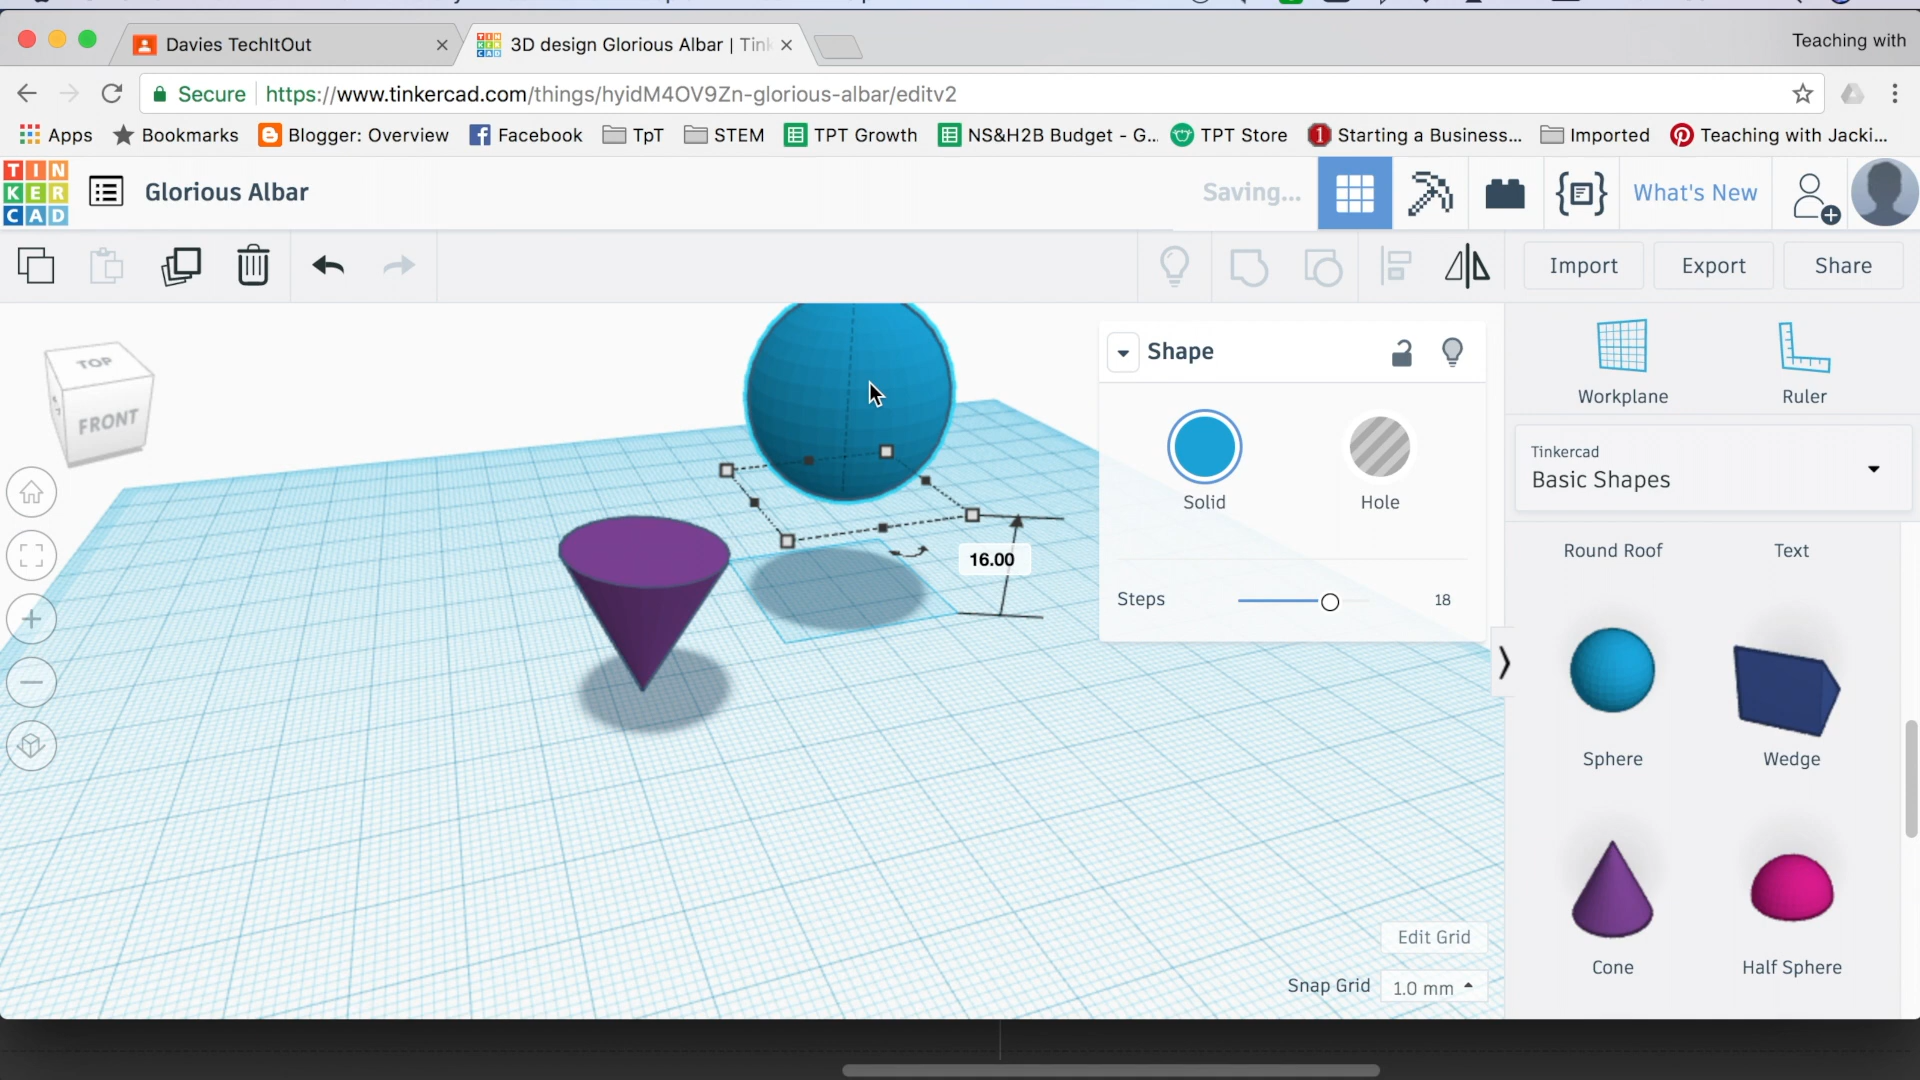 Teaching with
Davies TechItOut
3D design Glorious Albar | Tink
Secure https://www.tinkercad.com/things/hyidM4OV9Zn-glorious-albar/editv2
Apps Bookmarks Blogger: Overview Facebook TpT STEM TPT Growth NS&H2B Budget - G... TPT Store Starting a Business... Imported Teaching with Jacki...
TIN
KER
CAD
Glorious Albar
Saving...
What's New
Import
Export
Share
TOP
FRONT
Shape
Solid
Hole
Steps
18
16.00
Workplane
Ruler
Tinkercad
Basic Shapes
Round Roof
Text
Sphere
Wedge
Cone
Half Sphere
Edit Grid
Snap Grid 1.0 mm